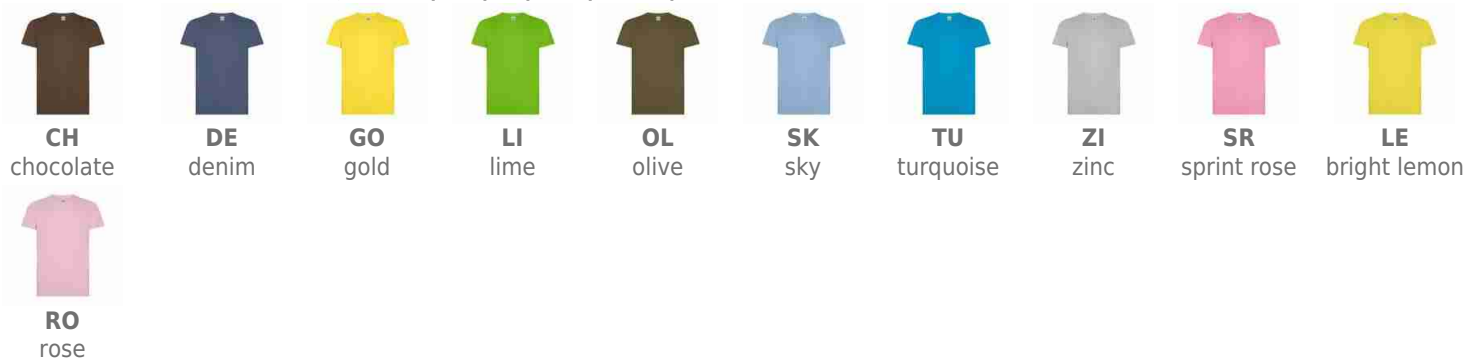 CH DE GO LI OL SK TU ZI SR LE
chocolate denim gold lime olive sky turquoise zinc sprint rose bright lemon
RO
rose